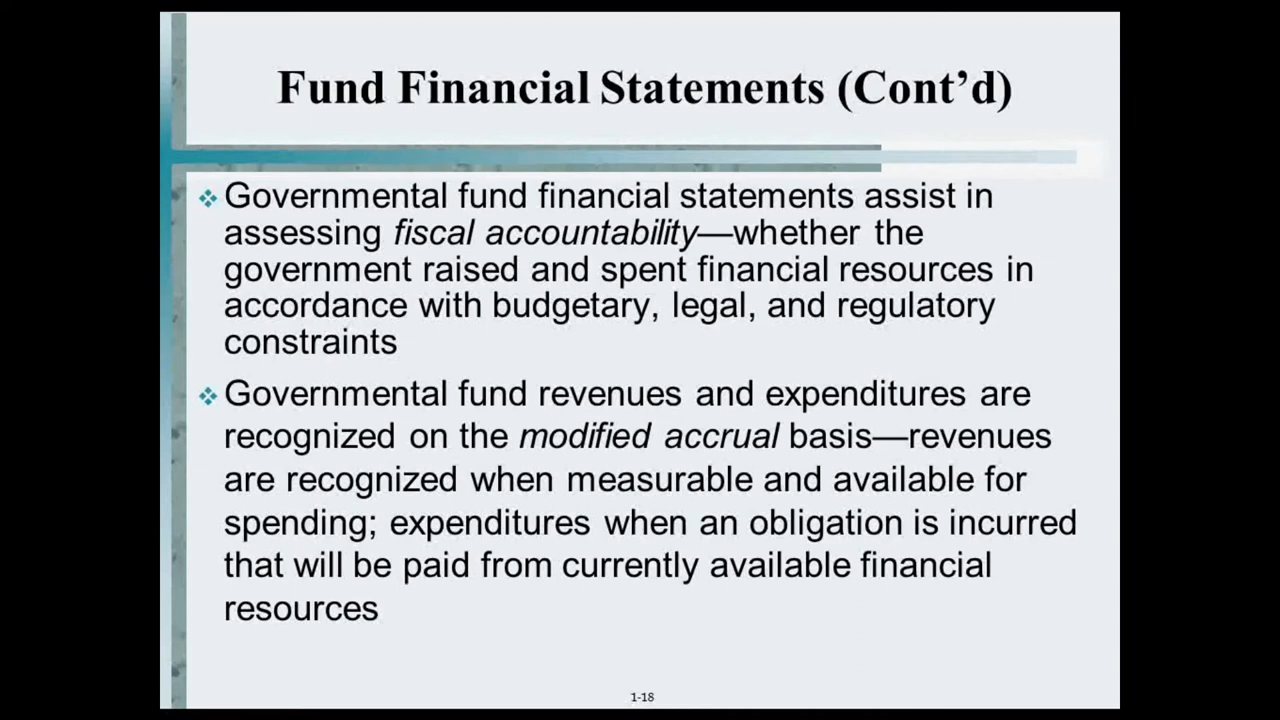 Fund Financial Statements (Cont’d)
Governmental fund financial statements assist in
assessing fiscal accountability—whether the
government raised and spent financial resources in
accordance with budgetary, legal, and regulatory
constraints
Governmental fund revenues and expenditures are
recognized on the modified accrual basis—revenues
are recognized when measurable and available for
spending; expenditures when an obligation is incurred
that will be paid from currently available financial
resources
1-18